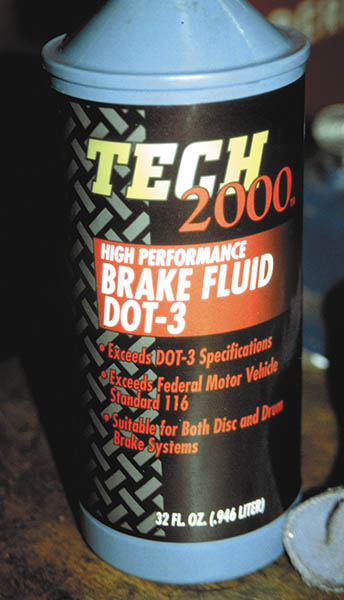 TECH
2000™
HIGH PERFORMANCE
BRAKE FLUID
DOT-3
• Exceeds DOT-3 Specifications
• Exceeds Federal Motor Vehicle
Standard 116
• Suitable for Both Disc and Drum
Brake Systems
32 FL. OZ. (.946 LITER)